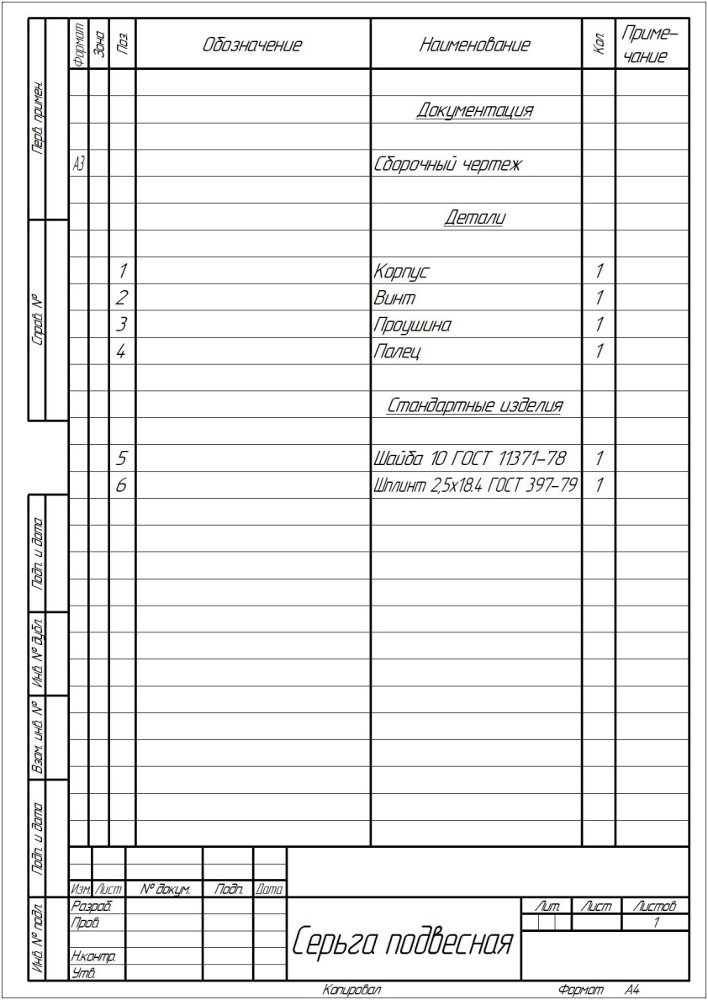 Формат Зона Поз. Обозначение Наименование Кол. Приме-
чание
Документация
А3 Сборочный чертеж
Детали
1 Корпус 1
2 Винт 1
3 Проушина 1
4 Палец 1
Стандартные изделия
5 Шайба 10 ГОСТ 11371-78 1
6 Шплинт 2,5х18.4 ГОСТ 397-79 1
Перв. примен.
Справ. №
Подп. и дата
Инв. № дубл.
Взам. инв. №
Подп. и дата
Инв. № подл.
Изм. Лист № докум. Подп. Дата
Разраб.
Пров.
Н.контр.
Утв.
Серьга подвесная
Лит. Лист Листов
1
Копировал Формат А4